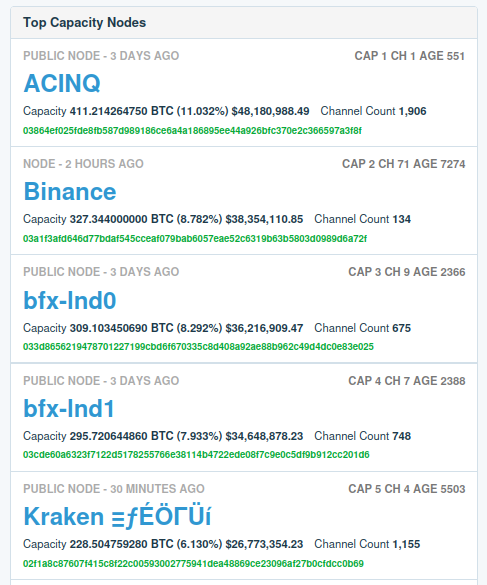 Top Capacity Nodes
PUBLIC NODE - 3 DAYS AGO CAP 1 CH 1 AGE 551
ACINQ
Capacity 411.214264750 BTC (11.032%) $48,180,988.49 Channel Count 1,906
03864ef025fde8fb587d989186ce6a4a186895ee44a926bfc370e2c366597a3f8f
NODE - 2 HOURS AGO CAP 2 CH 71 AGE 7274
Binance
Capacity 327.344000000 BTC (8.782%) $38,354,110.85 Channel Count 134
03a1f3afd646d77bdaf545cceaf079bab6057eae52c6319b63b5803d0989d6a72f
PUBLIC NODE - 3 DAYS AGO CAP 3 CH 9 AGE 2366
bfx-lnd0
Capacity 309.103450690 BTC (8.292%) $36,216,909.47 Channel Count 675
033d8656219478701227199cbd6f670335c8d408a92ae88b962c49d4dc0e83e025
PUBLIC NODE - 3 DAYS AGO CAP 4 CH 7 AGE 2388
bfx-lnd1
Capacity 295.720644860 BTC (7.933%) $34,648,878.23 Channel Count 748
03cde60a6323f7122d5178255766e38114b4722ede08f7c9e0c5df9b912cc201d6
PUBLIC NODE - 30 MINUTES AGO CAP 5 CH 4 AGE 5503
Kraken ΞƒÉÖΓÜí
Capacity 228.504759280 BTC (6.130%) $26,773,354.23 Channel Count 1,155
02f1a8c87607f415c8f22c00593002775941dea48869ce23096af27b0cfdcc0b69